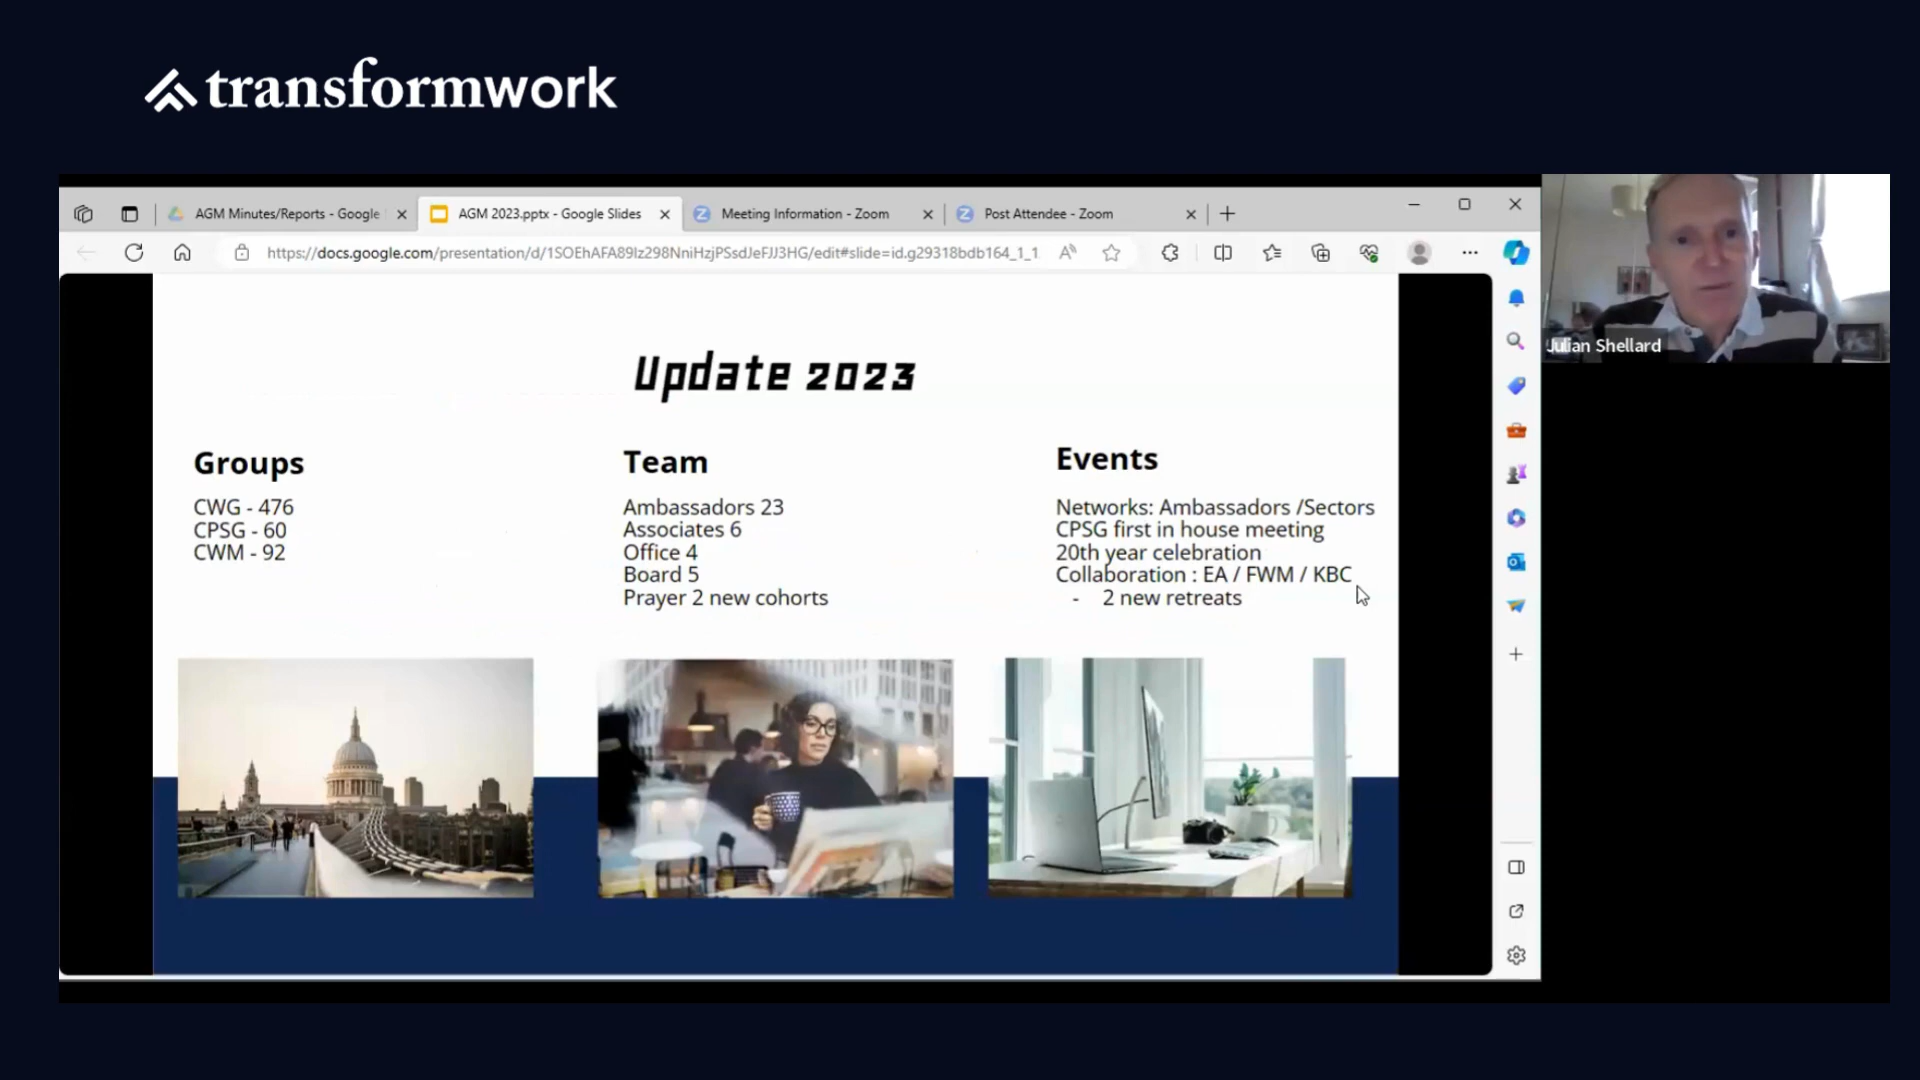 transformwork
AGM Minutes/Reports - Google
AGM 2023.pptx - Google Slides
Meeting Information - Zoom
Post Attendee - Zoom
https://docs.google.com/presentation/d/1SOEhAFA89Iz298NniHzjPSsdJeFJJ3HG/edit#slide=id.g29318bdb164_1_1
Julian Shellard
Update 2023
Groups
CWG - 476
CPSG - 60
CWM - 92
Team
Ambassadors 23
Associates 6
Office 4
Board 5
Prayer 2 new cohorts
Events
Networks: Ambassadors /Sectors
CPSG first in house meeting
20th year celebration
Collaboration : EA / FWM / KBC
- 2 new retreats